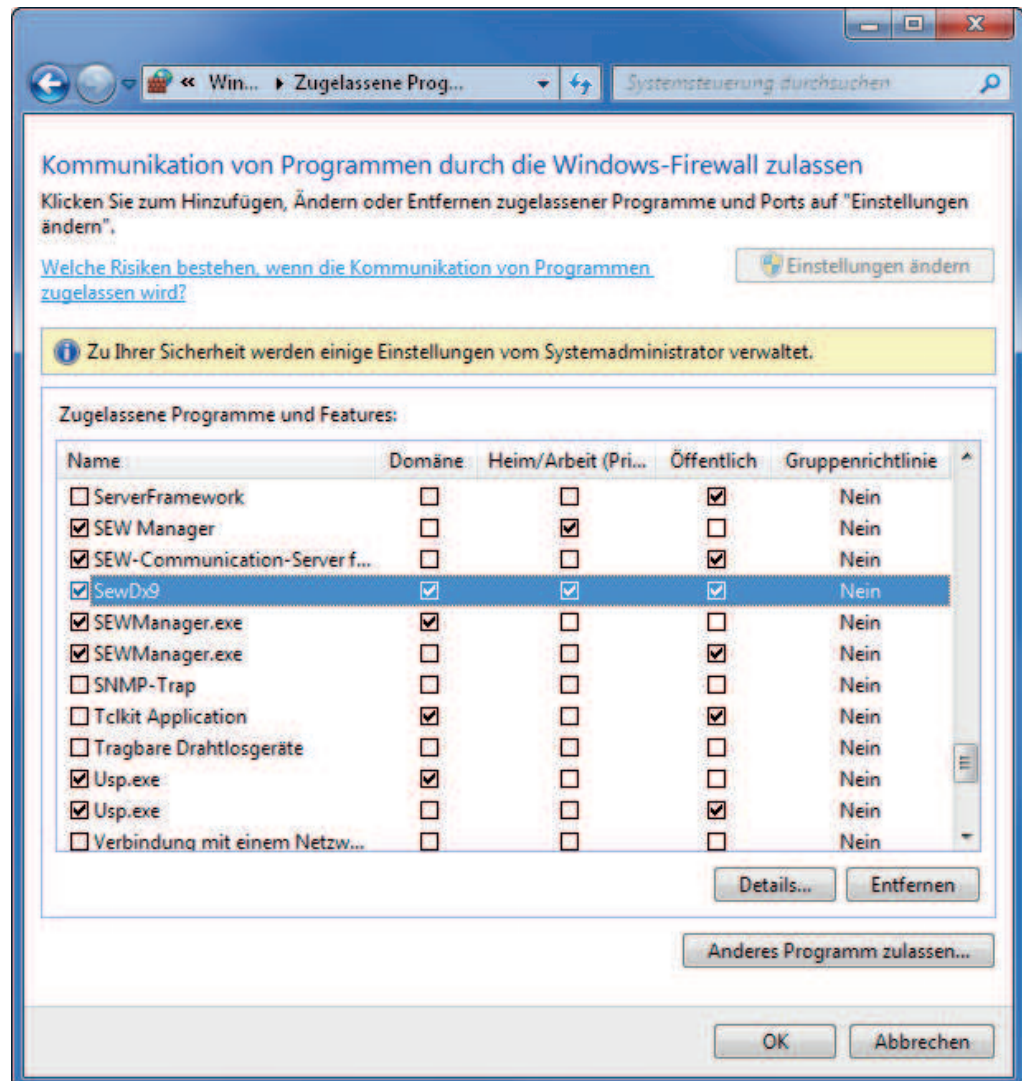 « Win... ▸ Zugelassene Prog...
Systemsteuerung durchsuchen
Kommunikation von Programmen durch die Windows-Firewall zulassen
Klicken Sie zum Hinzufügen, Ändern oder Entfernen zugelassener Programme und Ports auf "Einstellungen
ändern".
Welche Risiken bestehen, wenn die Kommunikation von Programmen
zugelassen wird?
Einstellungen ändern
Zu Ihrer Sicherheit werden einige Einstellungen vom Systemadministrator verwaltet.
Zugelassene Programme und Features:
Name Domäne Heim/Arbeit (Pri... Öffentlich Gruppenrichtlinie
ServerFramework Nein
SEW Manager Nein
SEW-Communication-Server f... Nein
SewDx9 Nein
SEWManager.exe Nein
SEWManager.exe Nein
SNMP-Trap Nein
Tclkit Application Nein
Tragbare Drahtlosgeräte Nein
Usp.exe Nein
Usp.exe Nein
Verbindung mit einem Netzw... Nein
Details... Entfernen
Anderes Programm zulassen...
OK Abbrechen